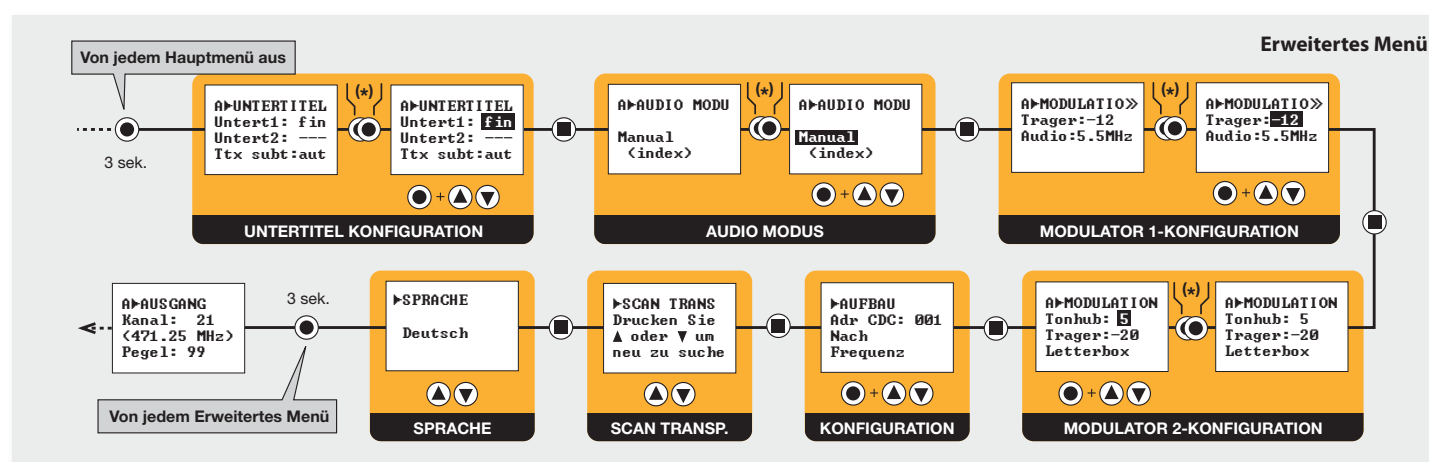 Erweitertes Menü
Von jedem Hauptmenü aus
3 sek.
A▶UNTERTITEL
Untert1: fin
Untert2: ---
Ttx subt:aut
(*)
A▶UNTERTITEL
Untert1: fin
Untert2: ---
Ttx subt:aut
+
UNTERTITEL KONFIGURATION
A▶AUDIO MODU
Manual
(index)
(*)
A▶AUDIO MODU
Manual
(index)
+
AUDIO MODUS
A▶MODULATIO»
Trager:-12
Audio:5.5MHz
(*)
A▶MODULATIO»
Trager:-12
Audio:5.5MHz
+
MODULATOR 1-KONFIGURATION
A▶AUSGANG
Kanal: 21
(471.25 MHz)
Pegel: 99
3 sek.
Von jedem Erweitertes Menü
▶SPRACHE
Deutsch
SPRACHE
▶SCAN TRANS
Drucken Sie
▲ oder ▼ um
neu zu suche
SCAN TRANSP.
▶AUFBAU
Adr CDC: 001
Nach
Frequenz
+
KONFIGURATION
A▶MODULATION
Tonhub: 5
Trager:-20
Letterbox
(*)
A▶MODULATION
Tonhub: 5
Trager:-20
Letterbox
+
MODULATOR 2-KONFIGURATION